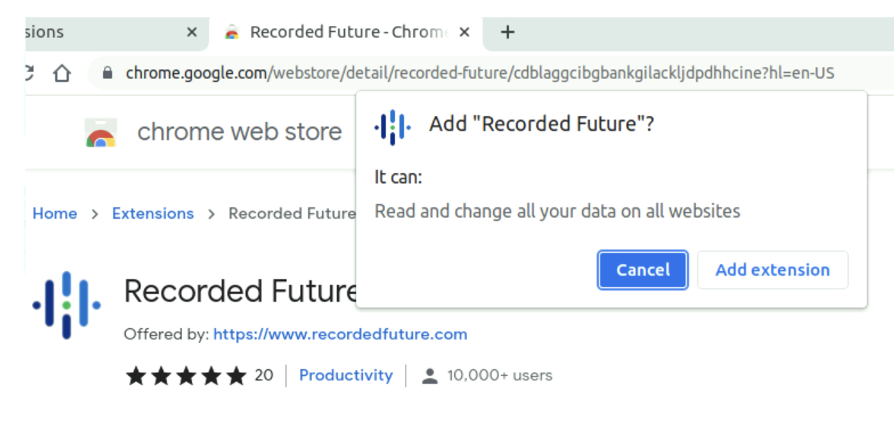 sions
Recorded Future - Chrom
chrome.google.com/webstore/detail/recorded-future/cdblaggcibgbankgilackljdpdhhcine?hl=en-US
chrome web store
Add "Recorded Future"?
It can:
Read and change all your data on all websites
Cancel
Add extension
Home > Extensions > Recorded Future
Recorded Future
Offered by: https://www.recordedfuture.com
20 Productivity 10,000+ users